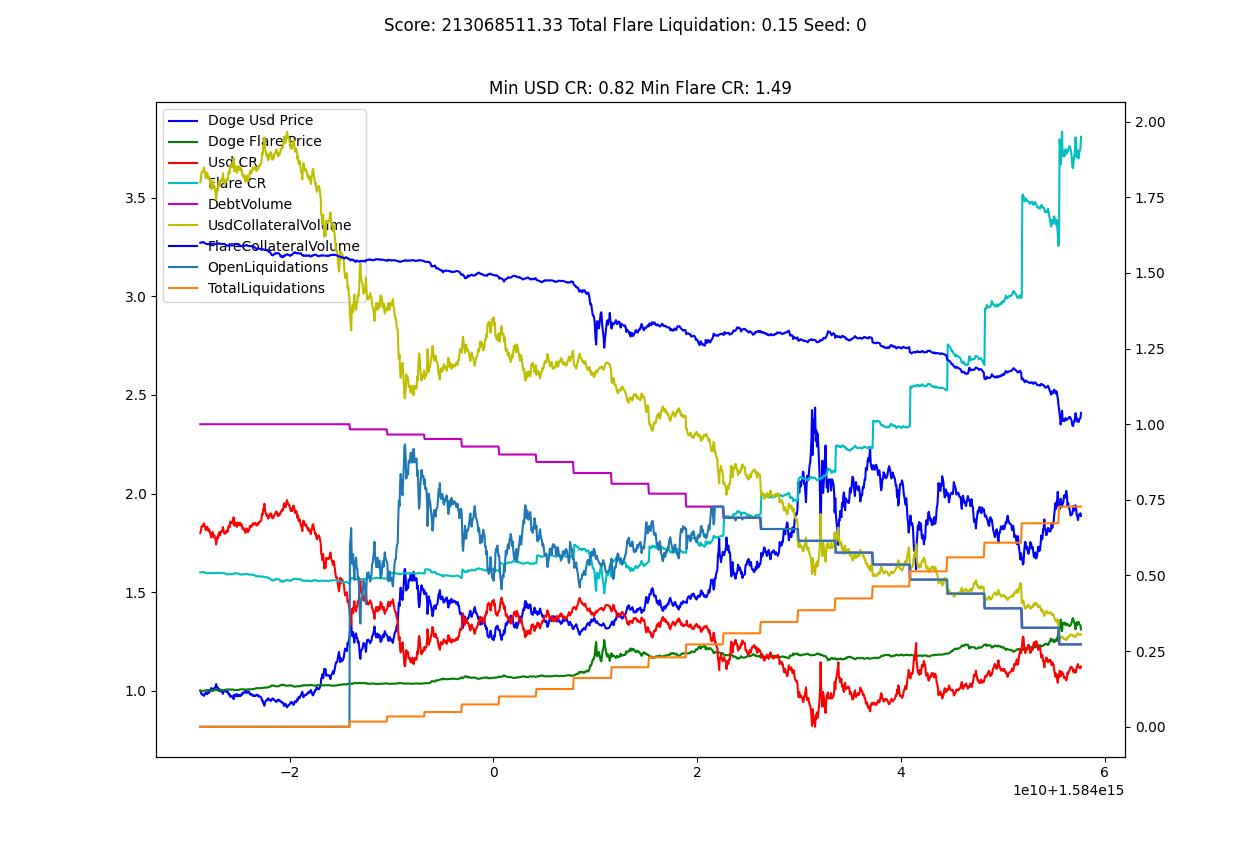 Score: 213068511.33 Total Flare Liquidation: 0.15 Seed: 0
Min USD CR: 0.82 Min Flare CR: 1.49
Doge Usd Price
Doge Flare Price
Usd CR
Flare CR
DebtVolume
UsdCollateralVolume
FlareCollateralVolume
OpenLiquidations
TotalLiquidations
3.5
3.0
2.5
2.0
1.5
1.0
2.00
1.75
1.50
1.25
1.00
0.75
0.50
0.25
0.00
−2
0
2
4
6
1e10+1.584e15